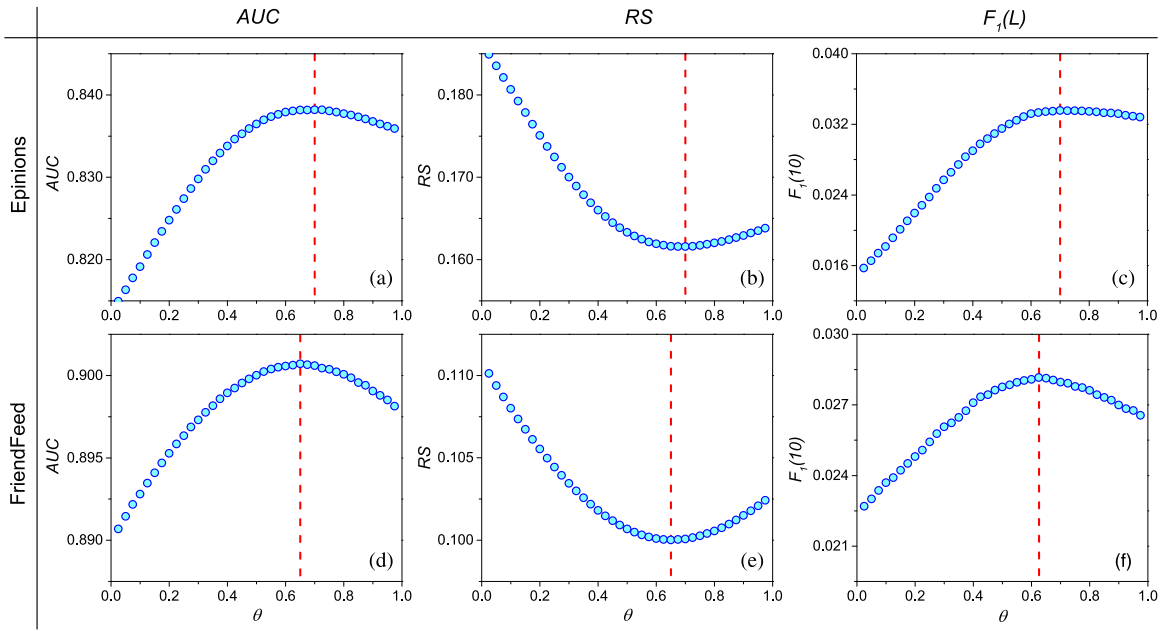 AUC RS F₁(L)
Epinions
AUC
0.840
0.830
0.820
0.0 0.2 0.4 0.6 0.8 1.0
(a)
RS
0.180
0.170
0.160
0.0 0.2 0.4 0.6 0.8 1.0
(b)
F₁(10)
0.040
0.032
0.024
0.016
0.0 0.2 0.4 0.6 0.8 1.0
(c)
FriendFeed
AUC
0.900
0.895
0.890
0.0 0.2 0.4 0.6 0.8 1.0
θ
(d)
RS
0.110
0.105
0.100
0.0 0.2 0.4 0.6 0.8 1.0
θ
(e)
F₁(10)
0.030
0.027
0.024
0.021
0.0 0.2 0.4 0.6 0.8 1.0
θ
(f)